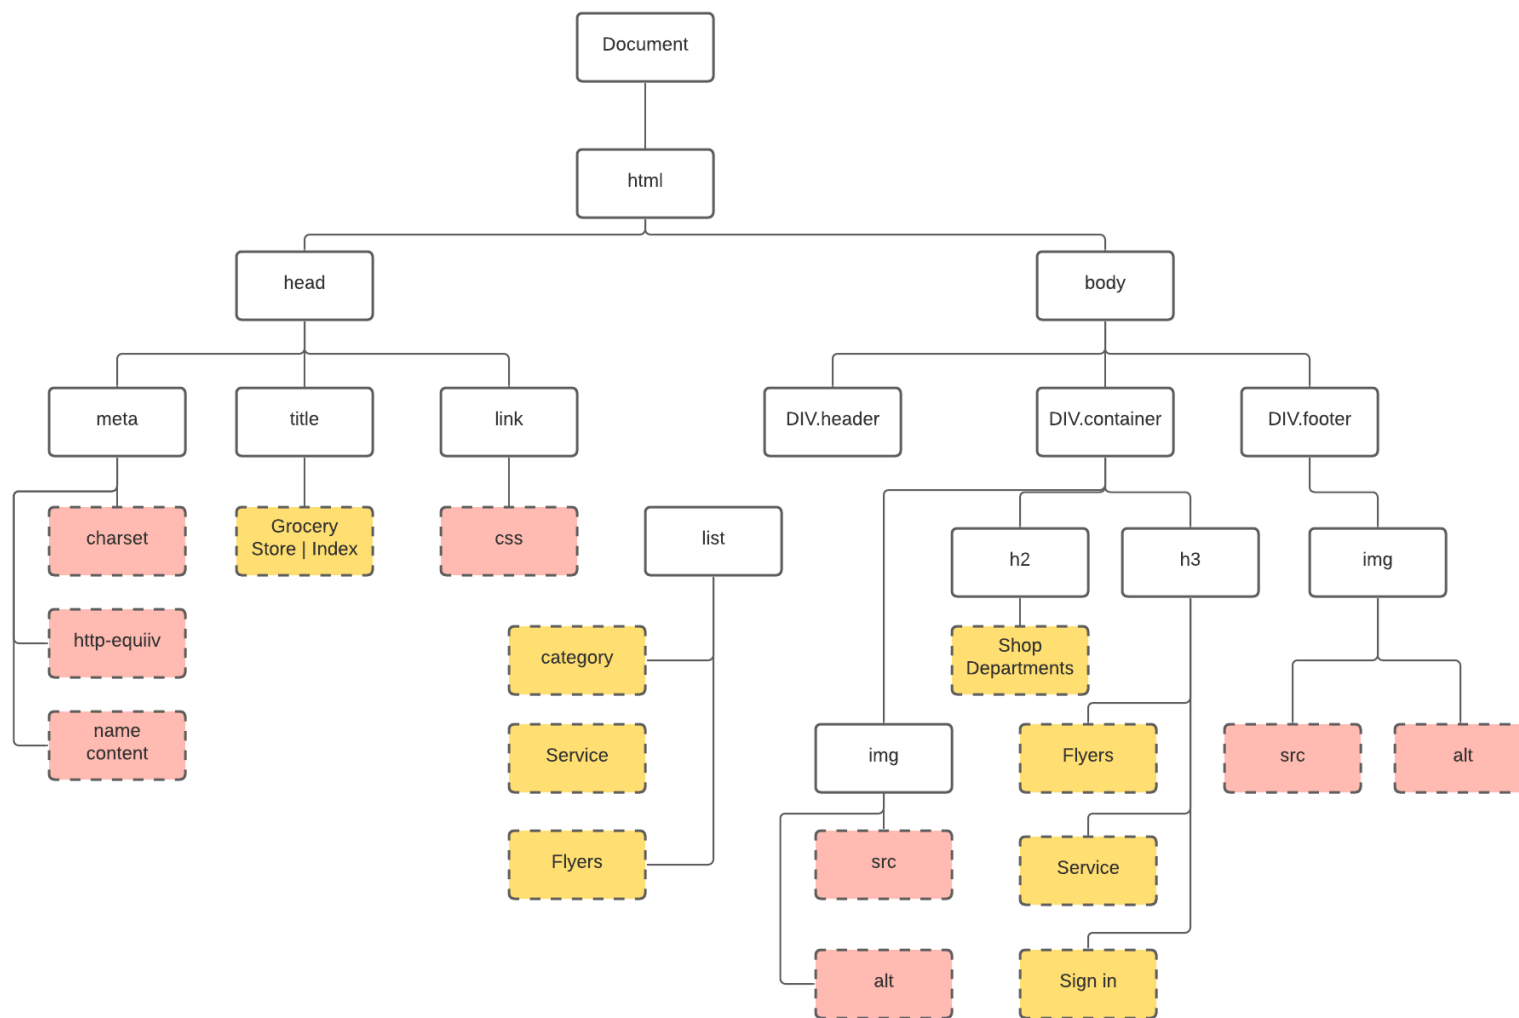 Document
html
head
body
meta
title
link
DIV.header
DIV.container
DIV.footer
charset
Grocery
Store | Index
css
list
h2
h3
img
http-equiiv
category
Shop
Departments
name
content
Service
img
Flyers
src
alt
Flyers
src
Service
alt
Sign in